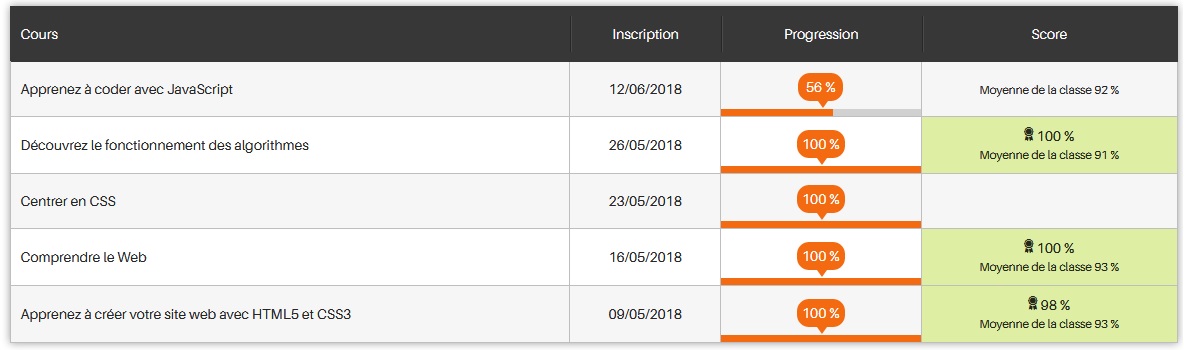 Cours Inscription Progression Score
Apprenez à coder avec JavaScript 12/06/2018 56 % Moyenne de la classe 92 %
Découvrez le fonctionnement des algorithmes 26/05/2018 100 % 100 %
Moyenne de la classe 91 %
Centrer en CSS 23/05/2018 100 %
Comprendre le Web 16/05/2018 100 % 100 %
Moyenne de la classe 93 %
Apprenez à créer votre site web avec HTML5 et CSS3 09/05/2018 100 % 98 %
Moyenne de la classe 93 %